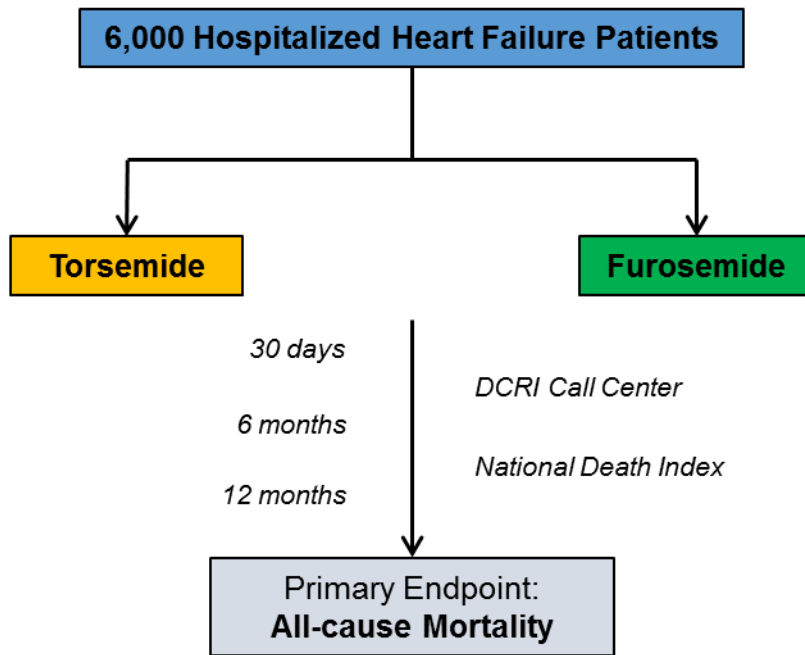 6,000 Hospitalized Heart Failure Patients
Torsemide
Furosemide
30 days
DCRI Call Center
6 months
National Death Index
12 months
Primary Endpoint:
All-cause Mortality